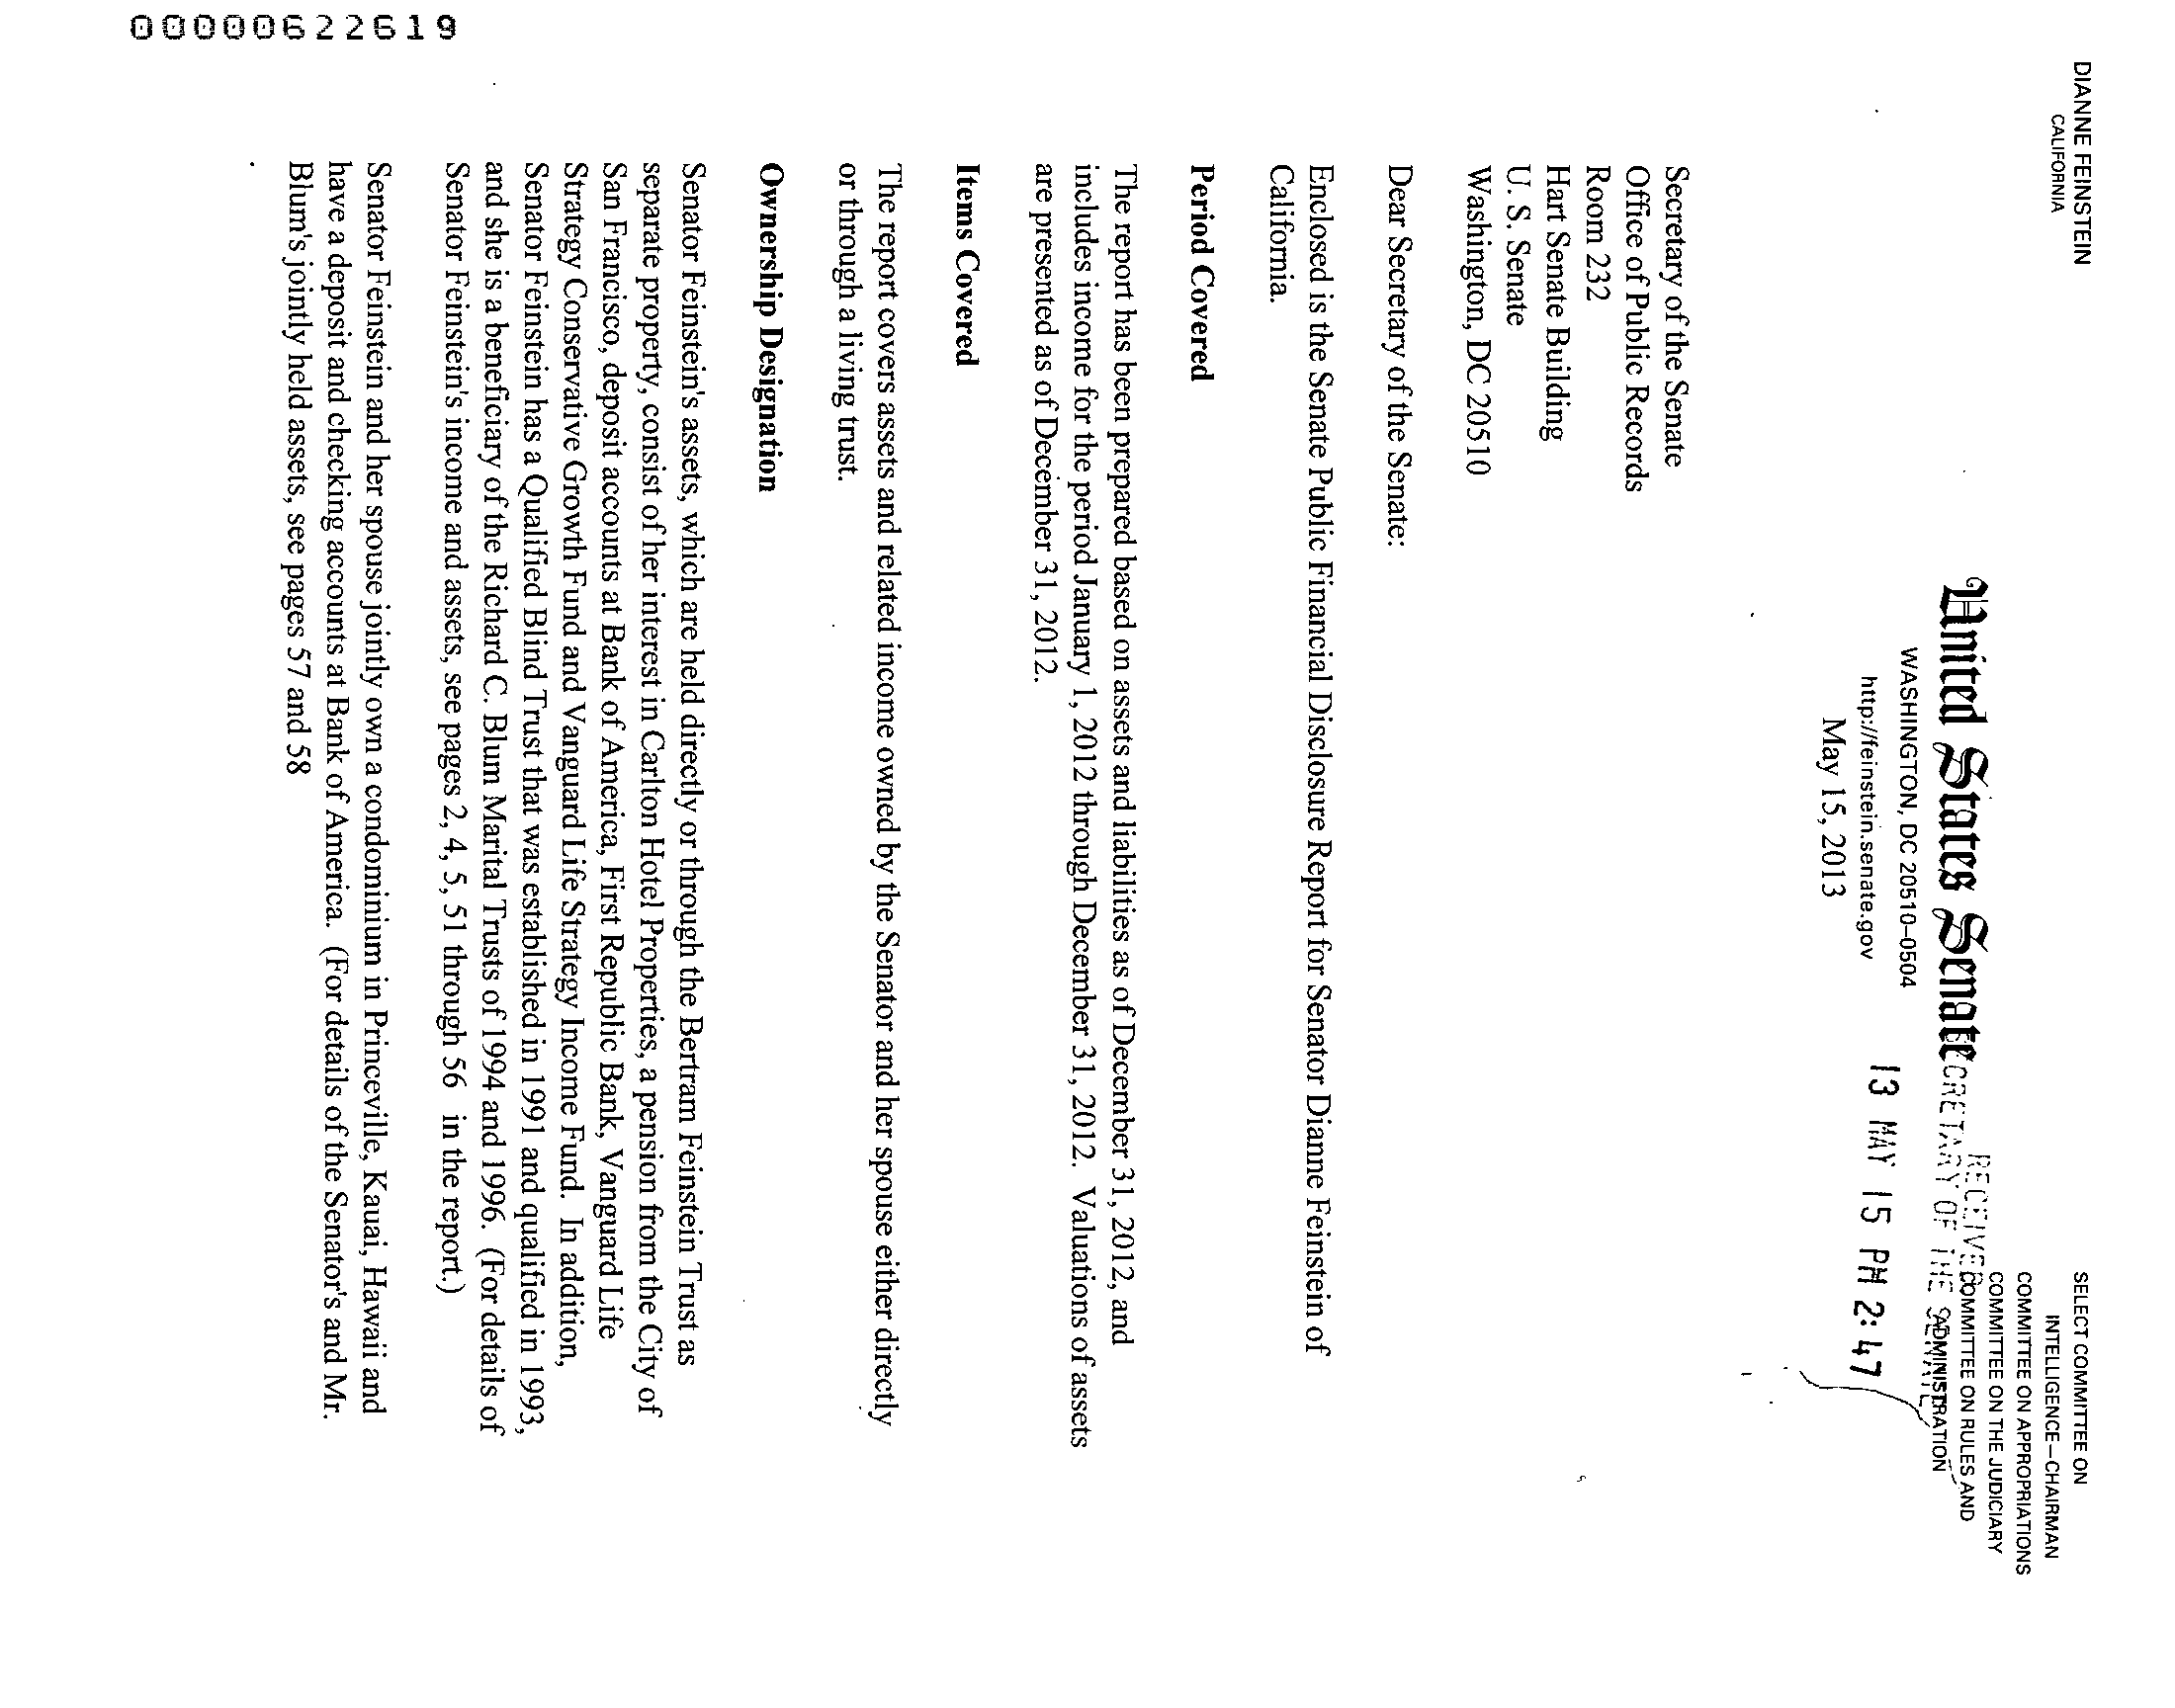 00000622619
DIANNE FEINSTEIN
CALIFORNIA
SELECT COMMITTEE ON
INTELLIGENCE—CHAIRMAN
COMMITTEE ON APPROPRIATIONS
COMMITTEE ON THE JUDICIARY
COMMITTEE ON RULES AND
ADMINISTRATION
United States Senate
WASHINGTON, DC 20510–0504
http://feinstein.senate.gov
RECEIVED
SECRETARY OF THE SENATE
13 MAY 15 PM 2:47
May 15, 2013
Secretary of the Senate
Office of Public Records
Room 232
Hart Senate Building
U. S. Senate
Washington, DC 20510
Dear Secretary of the Senate:
Enclosed is the Senate Public Financial Disclosure Report for Senator Dianne Feinstein of
California.
Period Covered
The report has been prepared based on assets and liabilities as of December 31, 2012, and
includes income for the period January 1, 2012 through December 31, 2012. Valuations of assets
are presented as of December 31, 2012.
Items Covered
The report covers assets and related income owned by the Senator and her spouse either directly
or through a living trust.
Ownership Designation
Senator Feinstein's assets, which are held directly or through the Bertram Feinstein Trust as
separate property, consist of her interest in Carlton Hotel Properties, a pension from the City of
San Francisco, deposit accounts at Bank of America, First Republic Bank, Vanguard Life
Strategy Conservative Growth Fund and Vanguard Life Strategy Income Fund. In addition,
Senator Feinstein has a Qualified Blind Trust that was established in 1991 and qualified in 1993,
and she is a beneficiary of the Richard C. Blum Marital Trusts of 1994 and 1996. (For details of
Senator Feinstein's income and assets, see pages 2, 4, 5, 51 through 56 in the report.)
Senator Feinstein and her spouse jointly own a condominium in Princeville, Kauai, Hawaii and
have a deposit and checking accounts at Bank of America. (For details of the Senator's and Mr.
Blum's jointly held assets, see pages 57 and 58